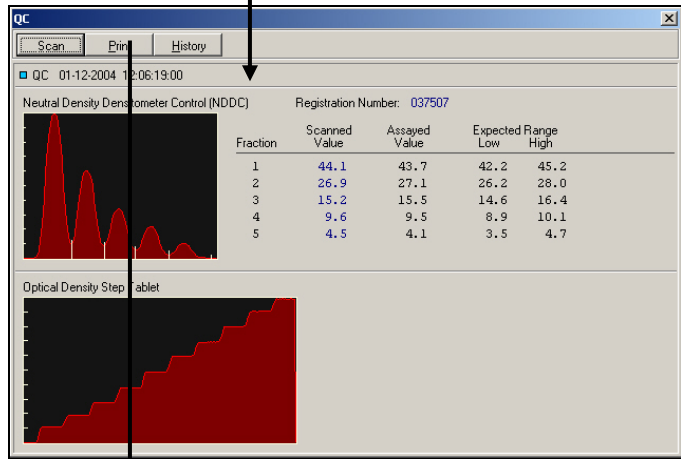 QC
Scan Print History
QC 01-12-2004 12:06:19:00
Neutral Density Densitometer Control (NDDC) Registration Number: 037507
Fraction Scanned Value Assayed Value Expected Range Low High
1 44.1 43.7 42.2 45.2
2 26.9 27.1 26.2 28.0
3 15.2 15.5 14.6 16.4
4 9.6 9.5 8.9 10.1
5 4.5 4.1 3.5 4.7
Optical Density Step Tablet